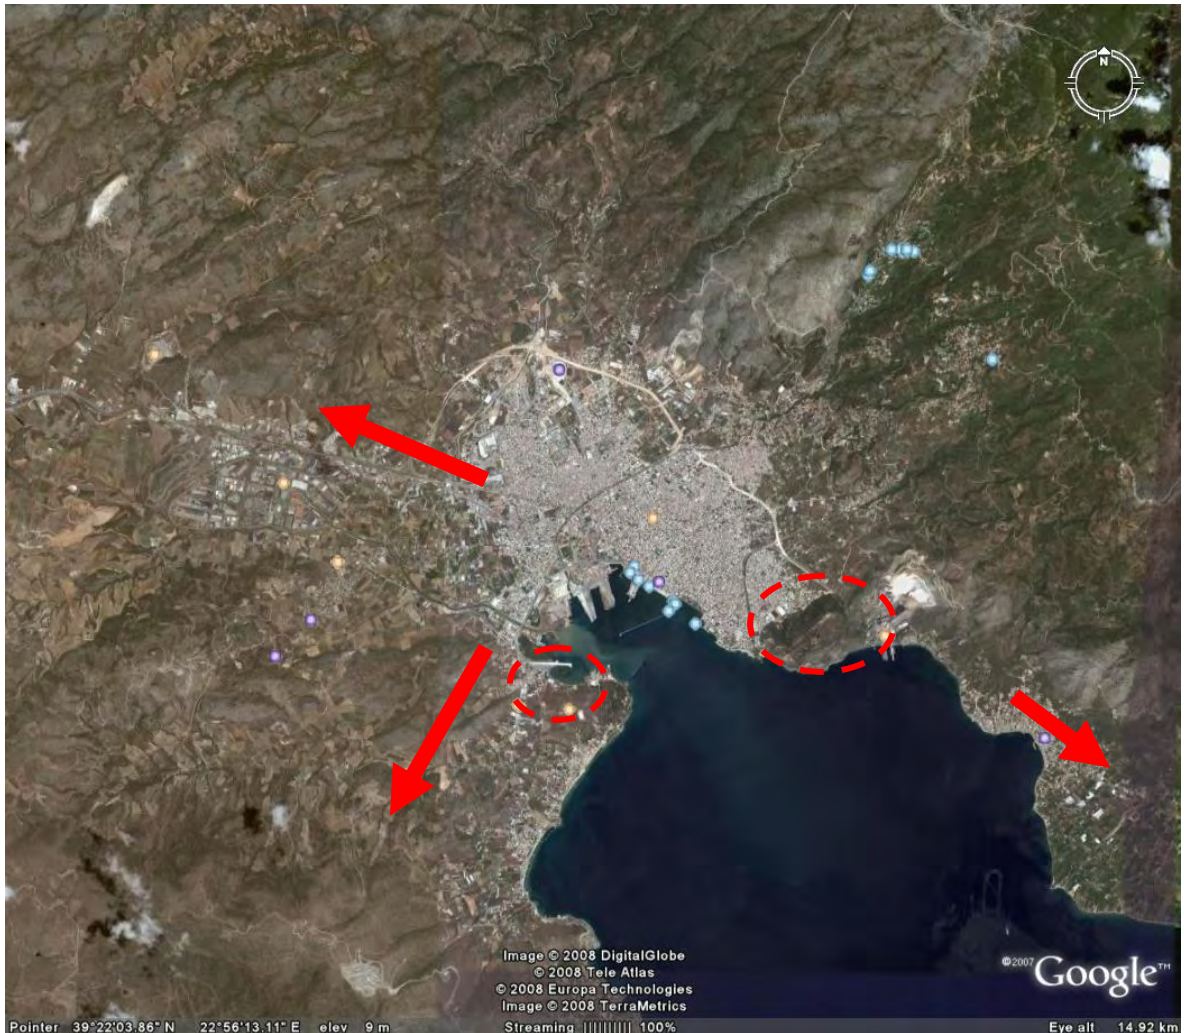 N
Image © 2008 DigitalGlobe
© 2008 Tele Atlas
© 2008 Europa Technologies
Image © 2008 TerraMetrics
©2007 Google™
Pointer 39°22'03.86" N 22°56'13.11" E elev 9 m Streaming |||||||||| 100% Eye alt 14.92 km